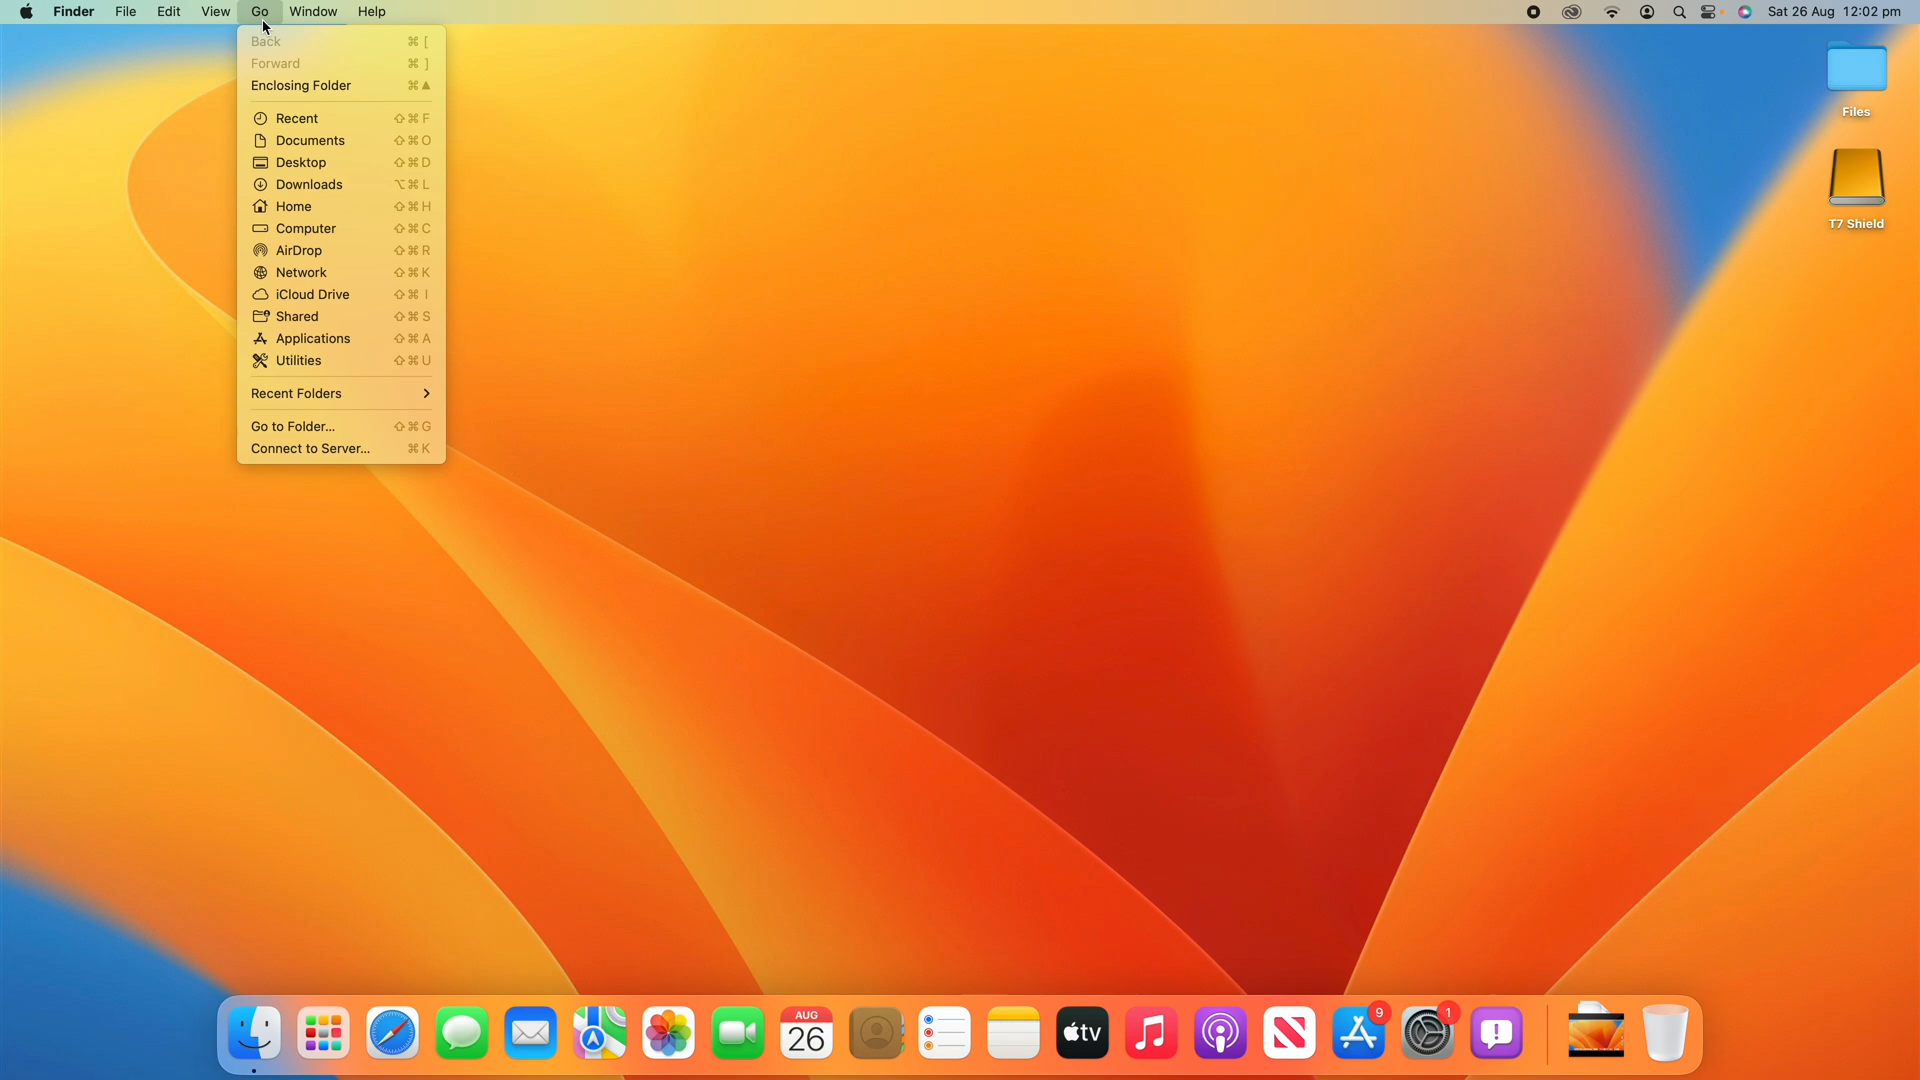 Finder File Edit View Go Window Help Sat 26 Aug 12:02 pm
Back ⌘ [
Forward ⌘ ]
Enclosing Folder ⌘ ▲
Recent ⇧ ⌘ F
Documents ⇧ ⌘ O
Desktop ⇧ ⌘ D
Downloads ⌥ ⌘ L
Home ⇧ ⌘ H
Computer ⇧ ⌘ C
AirDrop ⇧ ⌘ R
Network ⇧ ⌘ K
iCloud Drive ⇧ ⌘ I
Shared ⇧ ⌘ S
Applications ⇧ ⌘ A
Utilities ⇧ ⌘ U
Recent Folders
Go to Folder... ⇧ ⌘ G
Connect to Server... ⌘ K
Files
T7 Shield
AUG
26
tv
9
1